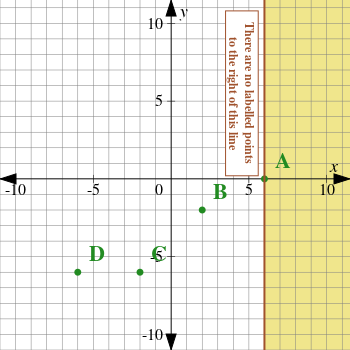 10
y
There are no labelled points
to the right of this line
5
A
x
-10
-5
0
5
10
B
D
C
-5
-10